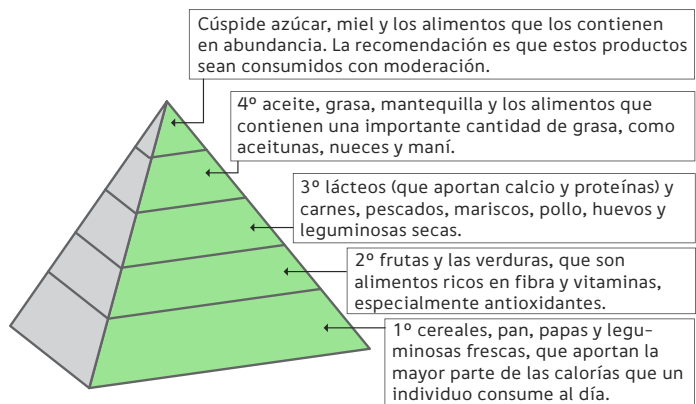 Cúspide azúcar, miel y los alimentos que los contienen
en abundancia. La recomendación es que estos productos
sean consumidos con moderación.
4º aceite, grasa, mantequilla y los alimentos que
contienen una importante cantidad de grasa, como
aceitunas, nueces y maní.
3º lácteos (que aportan calcio y proteínas) y
carnes, pescados, mariscos, pollo, huevos y
leguminosas secas.
2º frutas y las verduras, que son
alimentos ricos en fibra y vitaminas,
especialmente antioxidantes.
1º cereales, pan, papas y legu-
minosas frescas, que aportan la
mayor parte de las calorías que un
individuo consume al día.